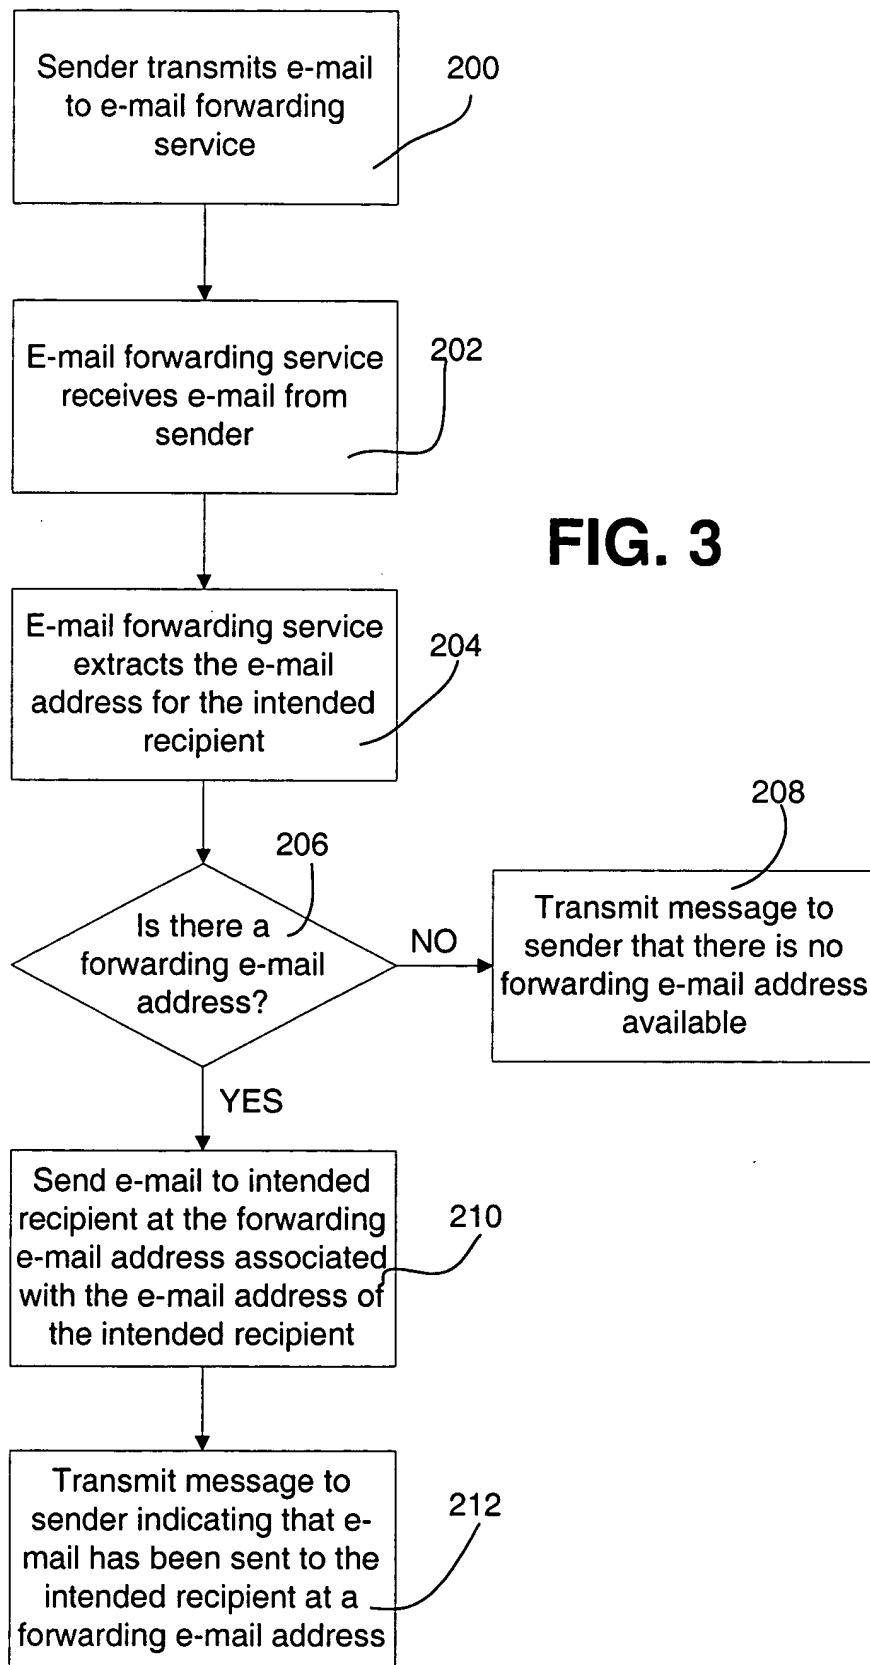 Sender transmits e-mail
to e-mail forwarding
service
200
E-mail forwarding service
receives e-mail from
sender
202
FIG. 3
E-mail forwarding service
extracts the e-mail
address for the intended
recipient
204
206
Is there a
forwarding e-mail
address?
NO
208
Transmit message to
sender that there is no
forwarding e-mail address
available
YES
Send e-mail to intended
recipient at the forwarding
e-mail address associated
with the e-mail address of
the intended recipient
210
Transmit message to
sender indicating that e-
mail has been sent to the
intended recipient at a
forwarding e-mail address
212